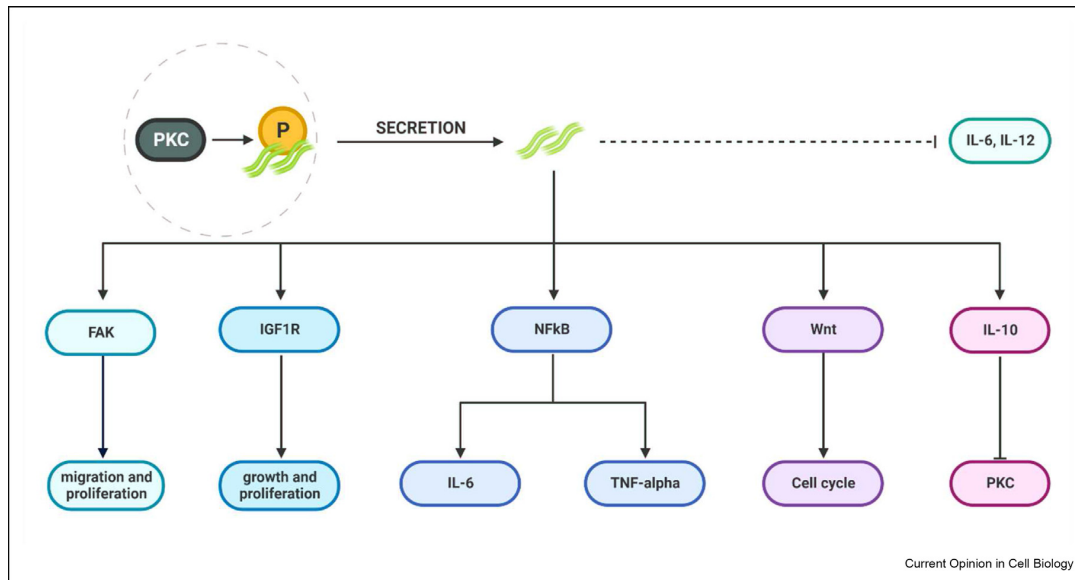 PKC
P
SECRETION
IL-6, IL-12
FAK
IGF1R
NFkB
Wnt
IL-10
migration and
proliferation
growth and
proliferation
IL-6
TNF-alpha
Cell cycle
PKC
Current Opinion in Cell Biology